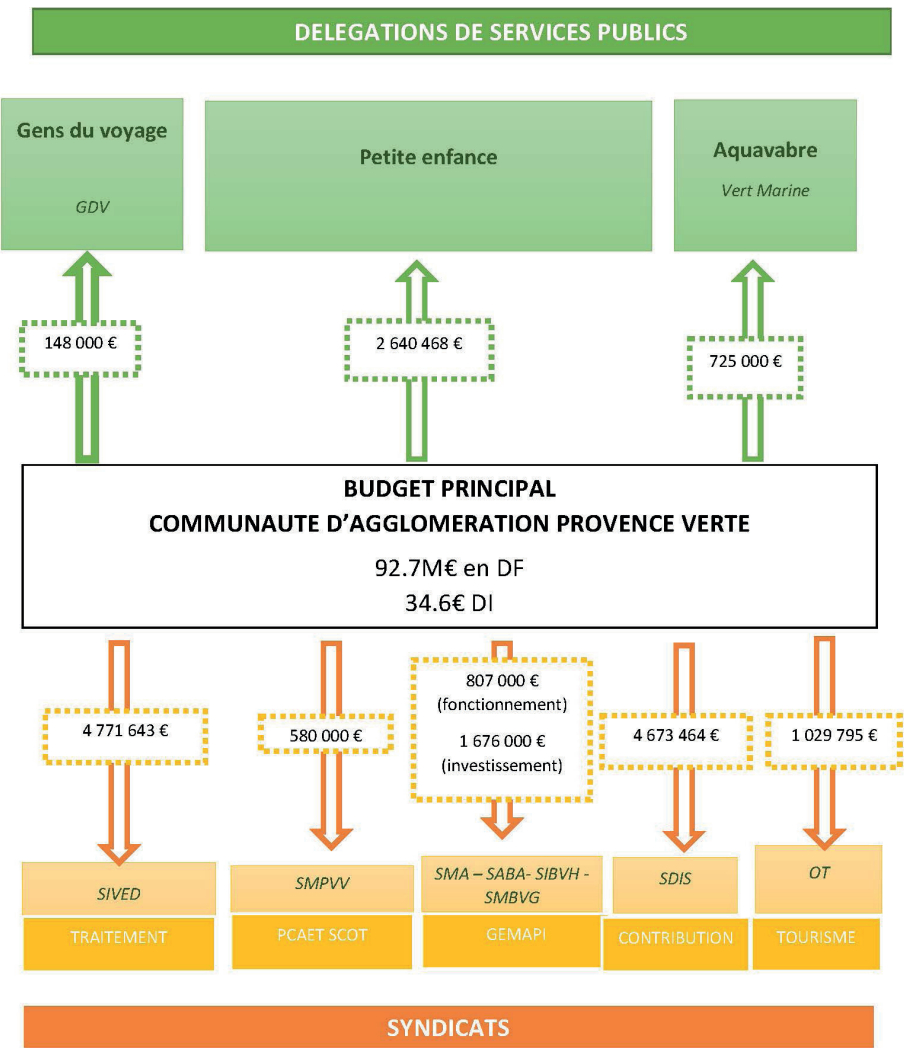 DELEGATIONS DE SERVICES PUBLICS
Gens du voyage
GDV
Petite enfance
Aquavabre
Vert Marine
148 000 €
2 640 468 €
725 000 €
BUDGET PRINCIPAL
COMMUNAUTE D'AGGLOMERATION PROVENCE VERTE
92.7M€ en DF
34.6€ DI
4 771 643 €
580 000 €
807 000 €
(fonctionnement)
1 676 000 €
(investissement)
4 673 464 €
1 029 795 €
SIVED
TRAITEMENT
SMPVV
PCAET SCOT
SMA – SABA- SIBVH -
SMBVG
GEMAPI
SDIS
CONTRIBUTION
OT
TOURISME
SYNDICATS